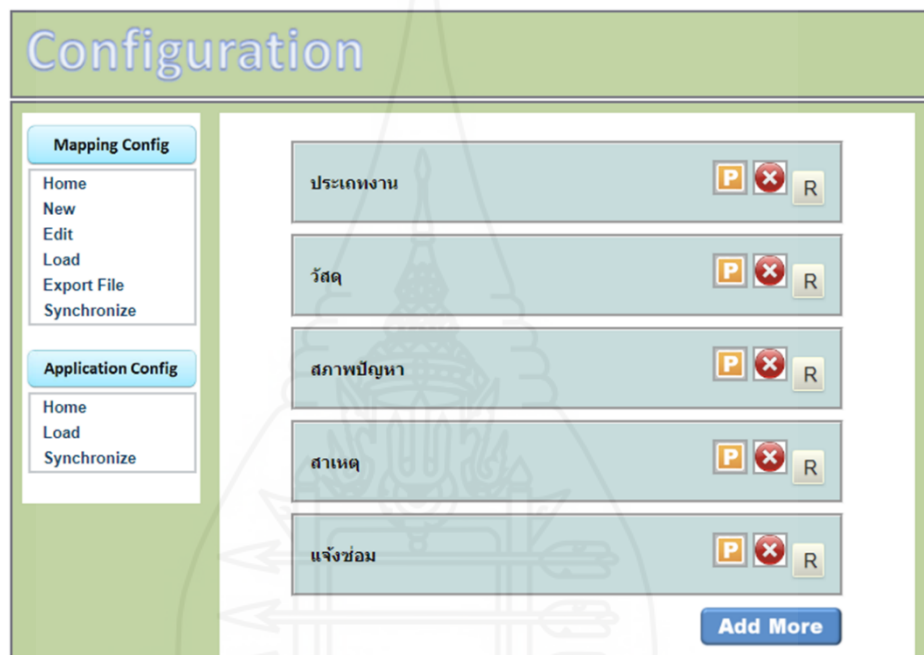 Configuration
Mapping Config
Home
New
Edit
Load
Export File
Synchronize
Application Config
Home
Load
Synchronize
ประเภทงาน P R
วัสดุ P R
สภาพปัญหา P R
สาเหตุ P R
แจ้งซ่อม P R
Add More